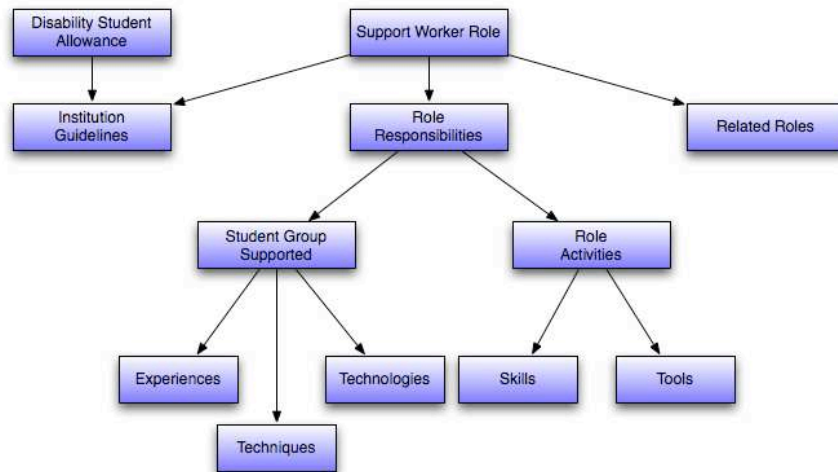 Disability Student
Allowance
Support Worker Role
Institution
Guidelines
Role
Responsibilities
Related Roles
Student Group
Supported
Role
Activities
Experiences
Technologies
Skills
Tools
Techniques